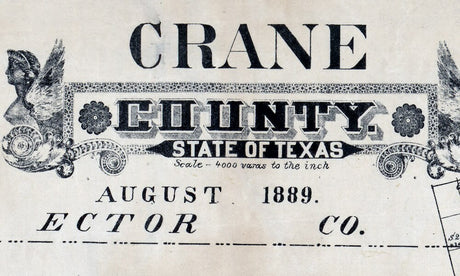 CRANE
COUNTY.
STATE OF TEXAS
Scale - 4000 varas to the inch
AUGUST 1889.
ECTOR CO.